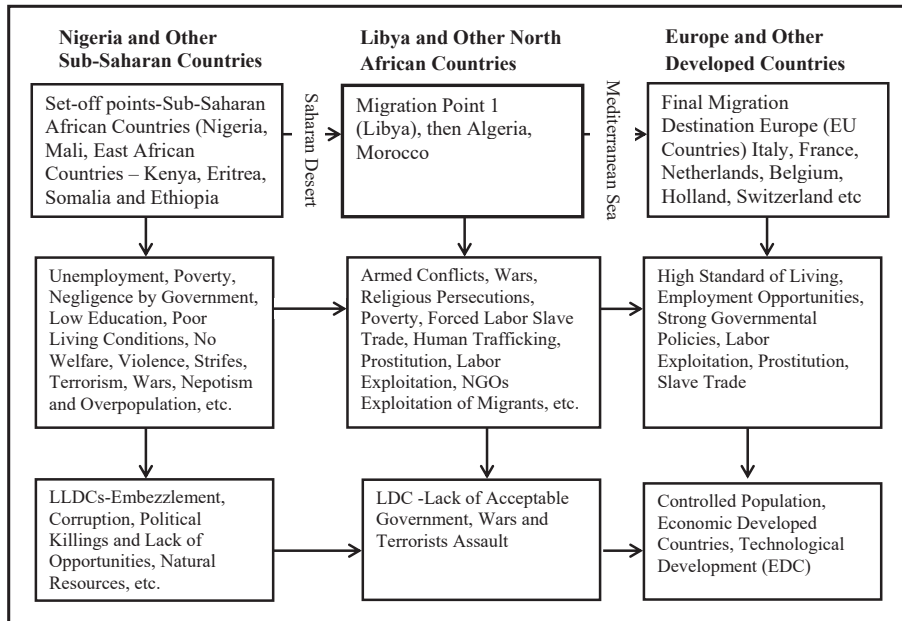 Nigeria and Other
Sub-Saharan Countries
Libya and Other North
African Countries
Europe and Other
Developed Countries
Set-off points-Sub-Saharan
African Countries (Nigeria,
Mali, East African
Countries – Kenya, Eritrea,
Somalia and Ethiopia
Saharan Desert
Migration Point 1
(Libya), then Algeria,
Morocco
Mediterranean Sea
Final Migration
Destination Europe (EU
Countries) Italy, France,
Netherlands, Belgium,
Holland, Switzerland etc
Unemployment, Poverty,
Negligence by Government,
Low Education, Poor
Living Conditions, No
Welfare, Violence, Strifes,
Terrorism, Wars, Nepotism
and Overpopulation, etc.
Armed Conflicts, Wars,
Religious Persecutions,
Poverty, Forced Labor Slave
Trade, Human Trafficking,
Prostitution, Labor
Exploitation, NGOs
Exploitation of Migrants, etc.
High Standard of Living,
Employment Opportunities,
Strong Governmental
Policies, Labor
Exploitation, Prostitution,
Slave Trade
LLDCs-Embezzlement,
Corruption, Political
Killings and Lack of
Opportunities, Natural
Resources, etc.
LDC -Lack of Acceptable
Government, Wars and
Terrorists Assault
Controlled Population,
Economic Developed
Countries, Technological
Development (EDC)